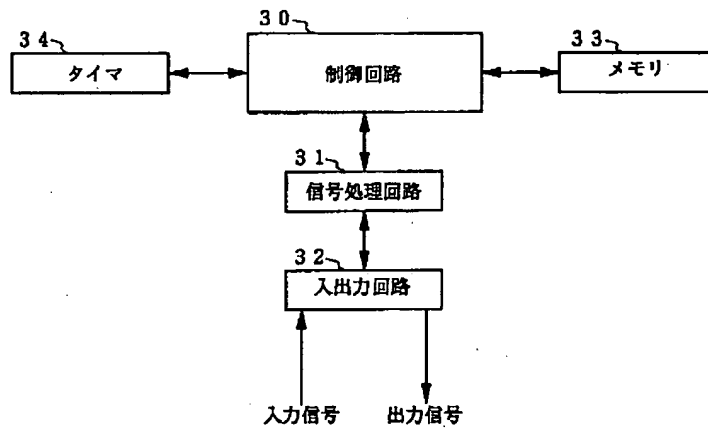 ３０
３４
３３
タイマ
制御回路
メモリ
３１
信号処理回路
３２
入出力回路
入力信号
出力信号